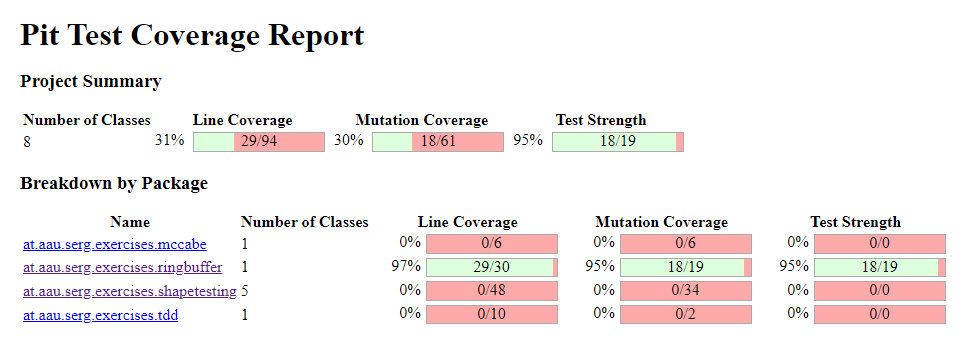 Pit Test Coverage Report
Project Summary
Number of Classes Line Coverage Mutation Coverage Test Strength
8 31% 29/94 30% 18/61 95% 18/19
Breakdown by Package
Name Number of Classes Line Coverage Mutation Coverage Test Strength
at.aau.serg.exercises.mccabe 1 0% 0/6 0% 0/6 0% 0/0
at.aau.serg.exercises.ringbuffer 1 97% 29/30 95% 18/19 95% 18/19
at.aau.serg.exercises.shapetesting 5 0% 0/48 0% 0/34 0% 0/0
at.aau.serg.exercises.tdd 1 0% 0/10 0% 0/2 0% 0/0